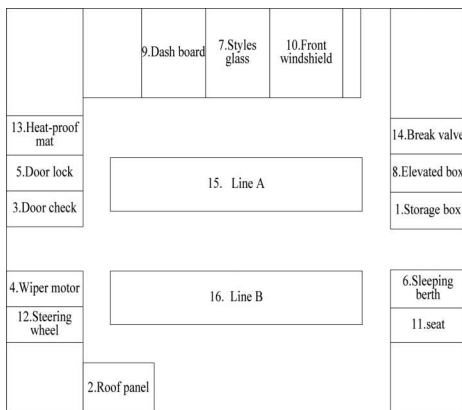 9.Dash board
7.Styles
glass
10.Front
windshield
13.Heat-proof
mat
14.Break valve
5.Door lock
15. Line A
8.Elevated box
3.Door check
1.Storage box
4.Wiper motor
16. Line B
6.Sleeping
berth
12.Steering
wheel
11.seat
2.Roof panel